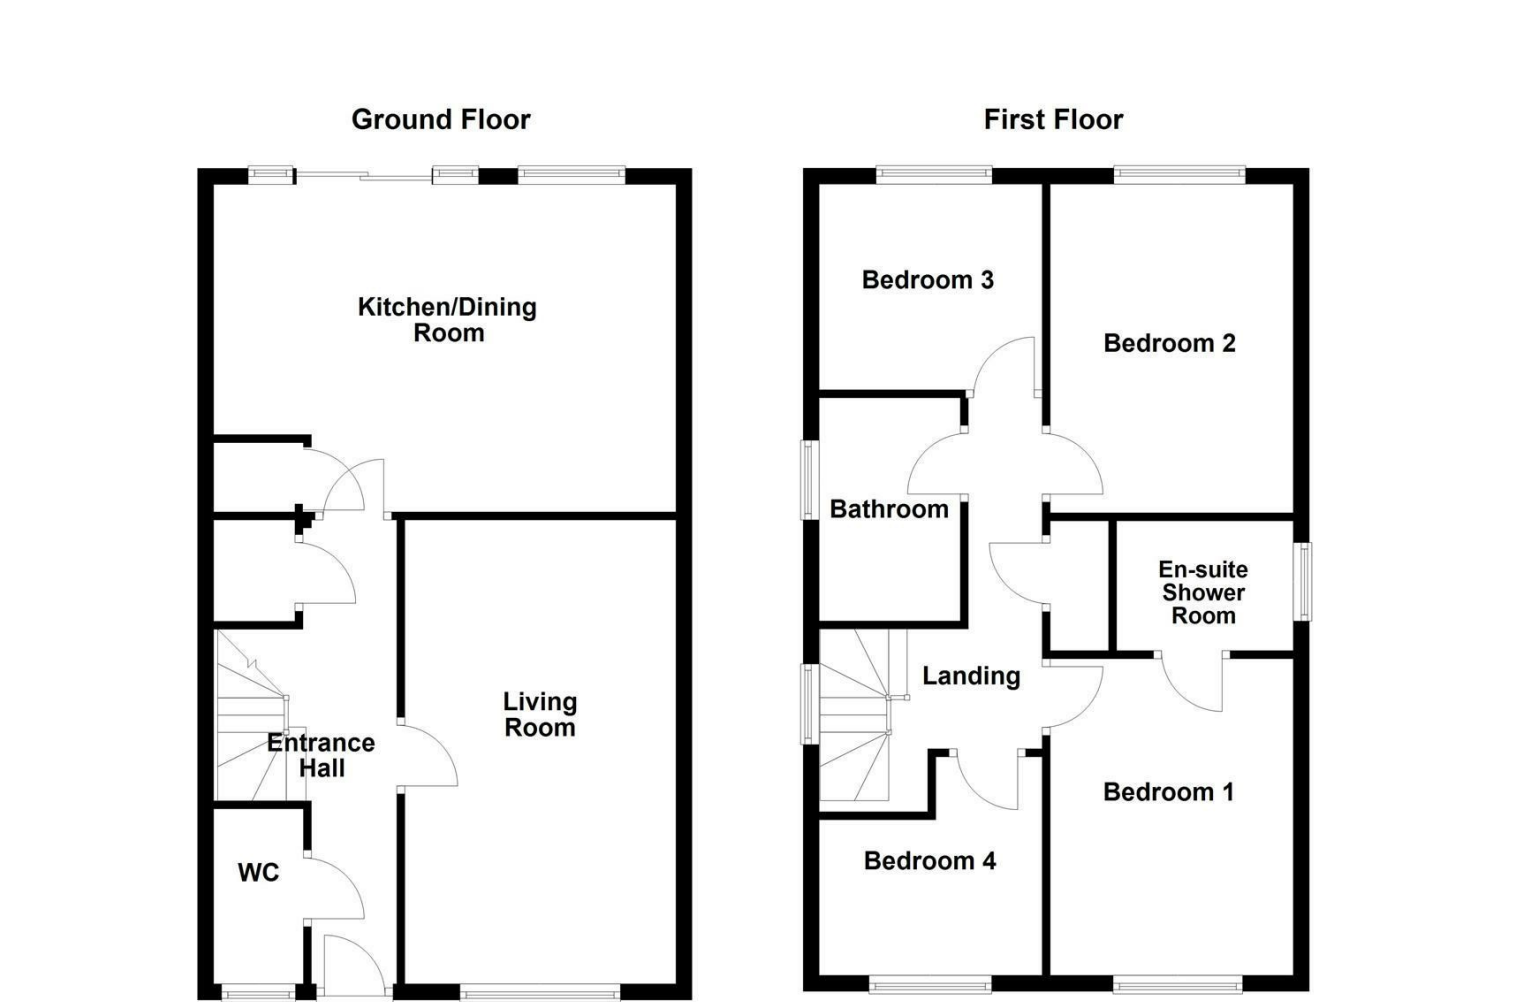 Ground Floor
Kitchen/Dining
Room
Living
Room
Entrance
Hall
WC
First Floor
Bedroom 3
Bedroom 2
Bathroom
En-suite
Shower
Room
Landing
Bedroom 1
Bedroom 4